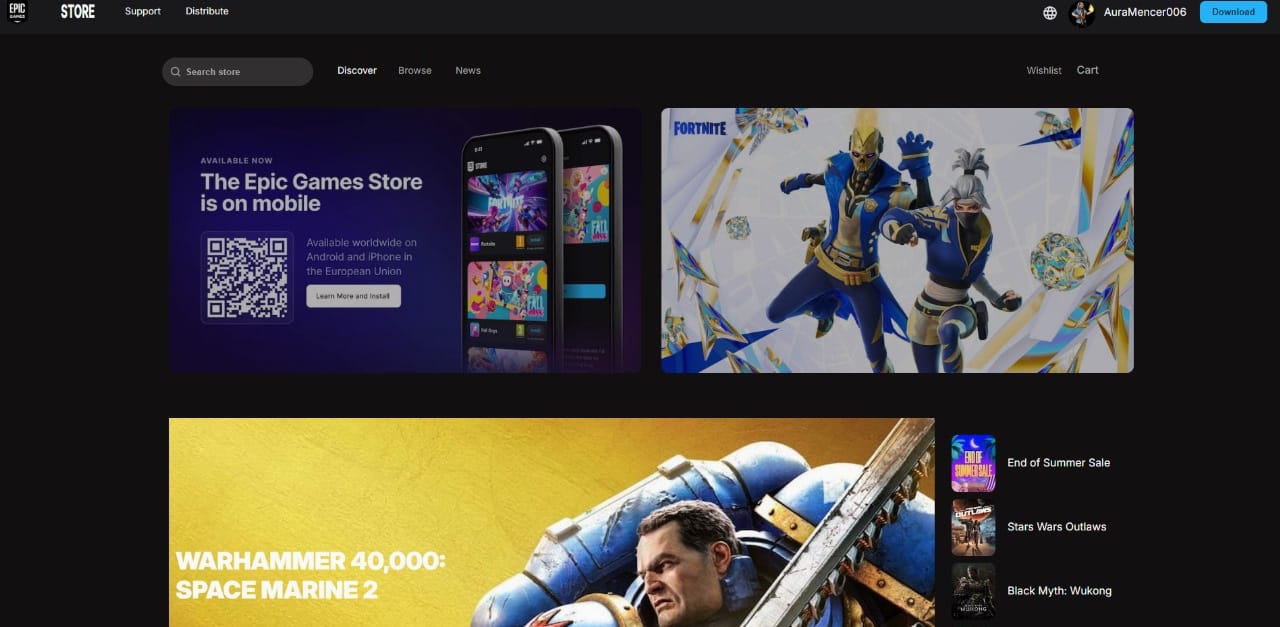 EPIC
GAMES
STORE
Support
Distribute
AuraMencer006
Download
Search store
Discover
Browse
News
Wishlist
Cart
AVAILABLE NOW
The Epic Games Store
is on mobile
Available worldwide on
Android and iPhone in
the European Union
Learn More and Install
STORE
FORTNITE
FALL
FALL
Fall Guys
FORTNITE
WARHAMMER 40,000:
SPACE MARINE 2
END OF
SUMMER SALE
End of Summer Sale
OUTLAWS
Stars Wars Outlaws
WUKONG
Black Myth: Wukong